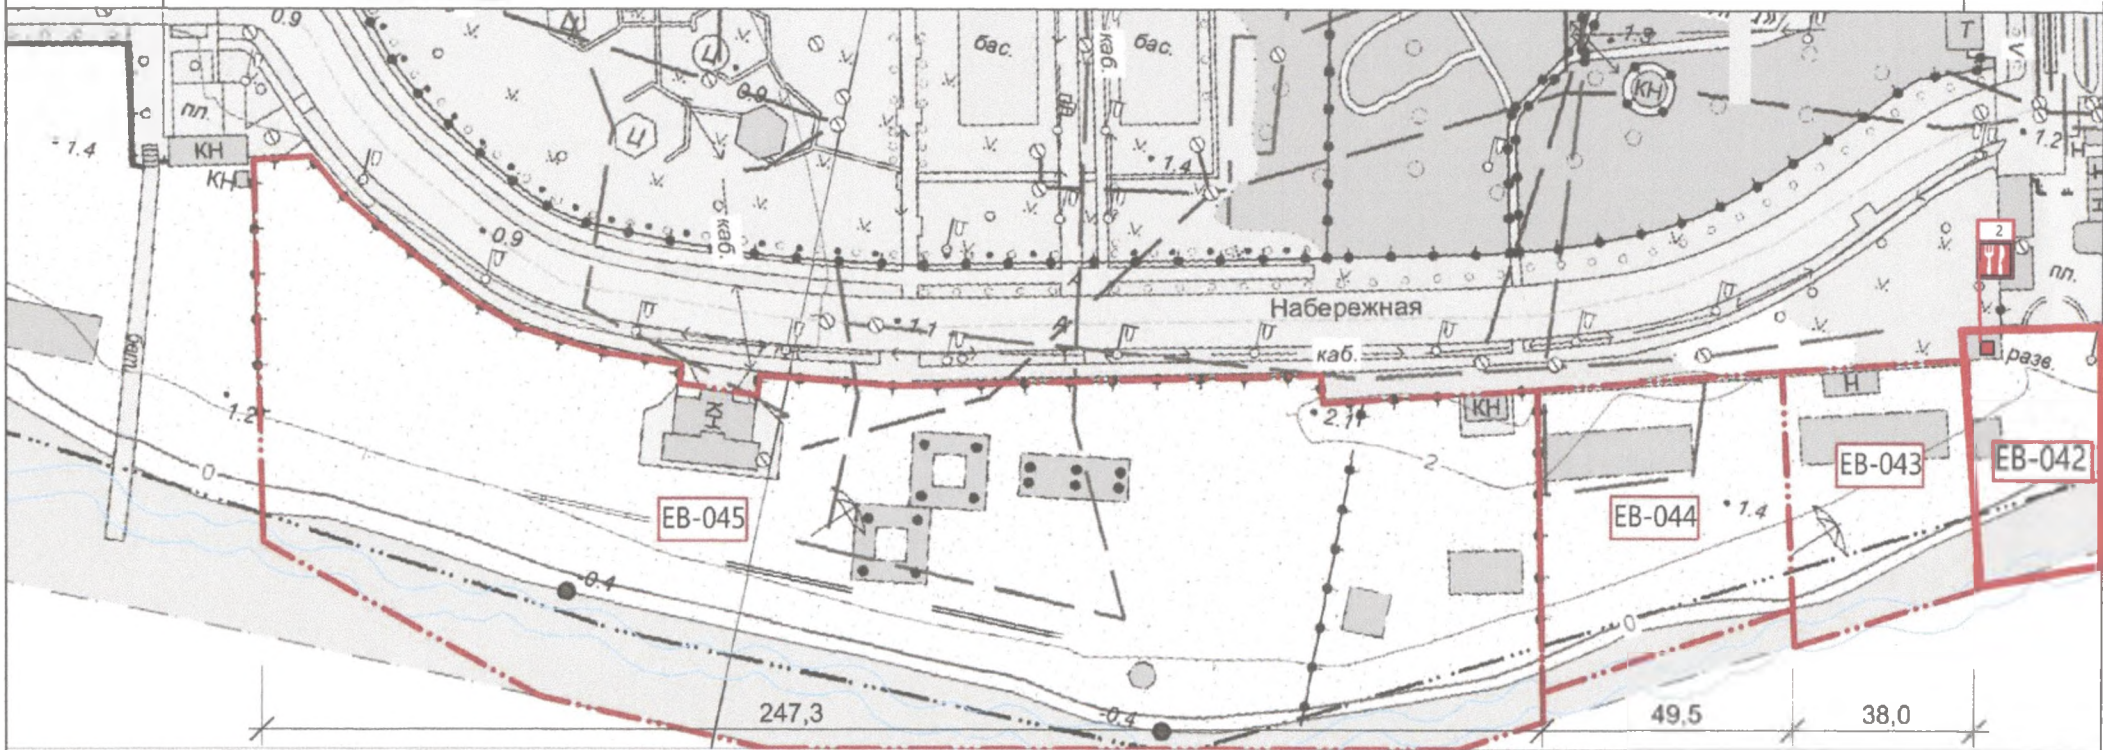 0.9
Т
бас.
каб.
бас.
1.9
Ц
КН
0.9
пл.
Ц
1.4
КН
1.4
1.2
Н
КН
Т
Н
каб.
0.9
2
пл.
Набережная
1.1
каб.
разв.
Н
1.2
КН
2.1
КН
2
ЕВ-043
ЕВ-042
0
ЕВ-045
ЕВ-044
1.4
-0.4
0
247,3
-0.4
49,5
38,0